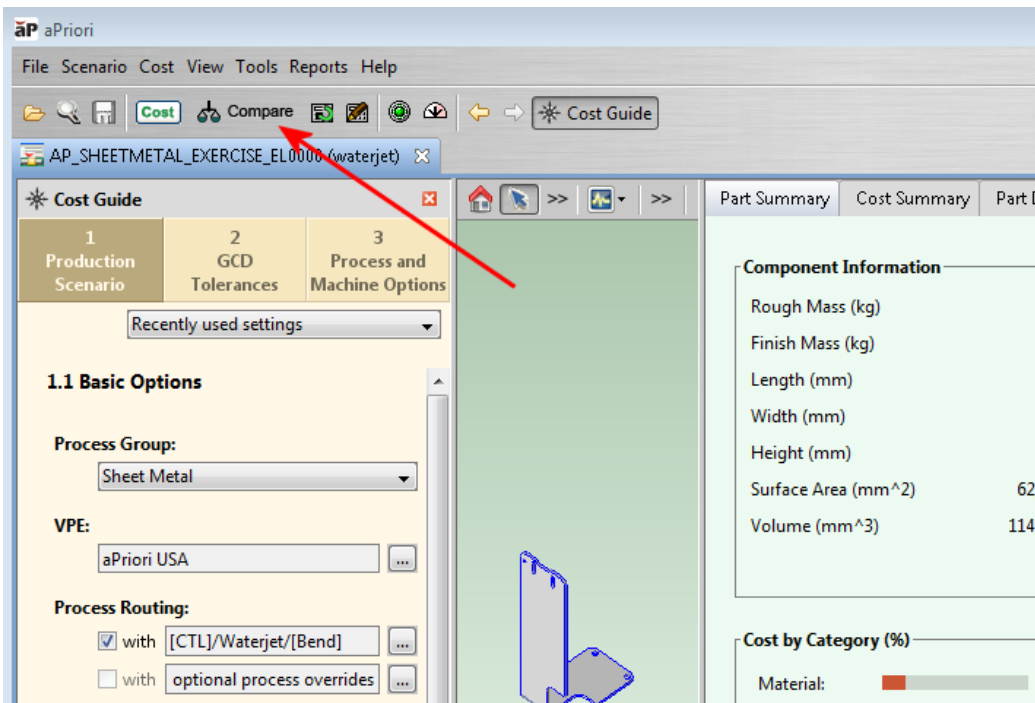 aP aPriori
File Scenario Cost View Tools Reports Help
Cost Compare Cost Guide
AP_SHEETMETAL_EXERCISE_EL0000 (waterjet)
Cost Guide
1 Production Scenario
2 GCD Tolerances
3 Process and Machine Options
>> >>
Part Summary Cost Summary Part
Recently used settings
1.1 Basic Options
Process Group:
Sheet Metal
VPE:
aPriori USA ...
Process Routing:
with [CTL]/Waterjet/[Bend] ...
with optional process overrides ...
Component Information
Rough Mass (kg)
Finish Mass (kg)
Length (mm)
Width (mm)
Height (mm)
Surface Area (mm^2) 62
Volume (mm^3) 114
Cost by Category (%)
Material: